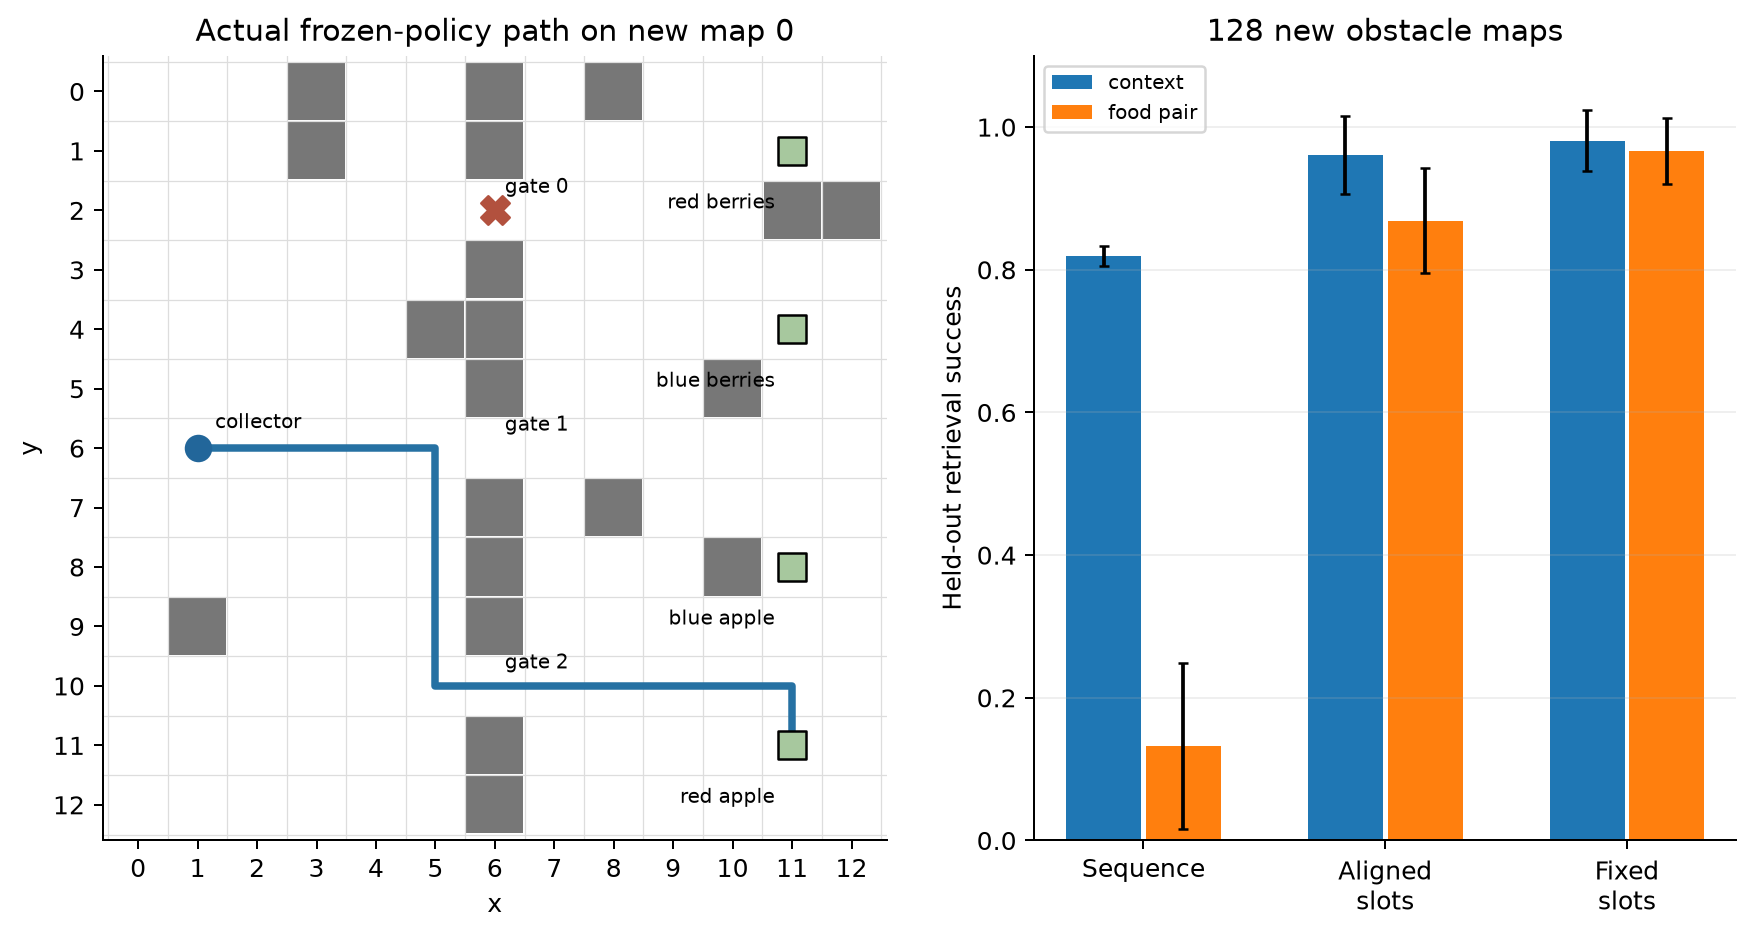 Actual frozen-policy path on new map 0
0
1
2
3
4
5
6
7
8
9
10
11
12
y
gate 0
red berries
blue berries
collector
gate 1
blue apple
gate 2
red apple
0 1 2 3 4 5 6 7 8 9 10 11 12
x
128 new obstacle maps
context
food pair
Held-out retrieval success
1.0
0.8
0.6
0.4
0.2
0.0
Sequence
Aligned
slots
Fixed
slots